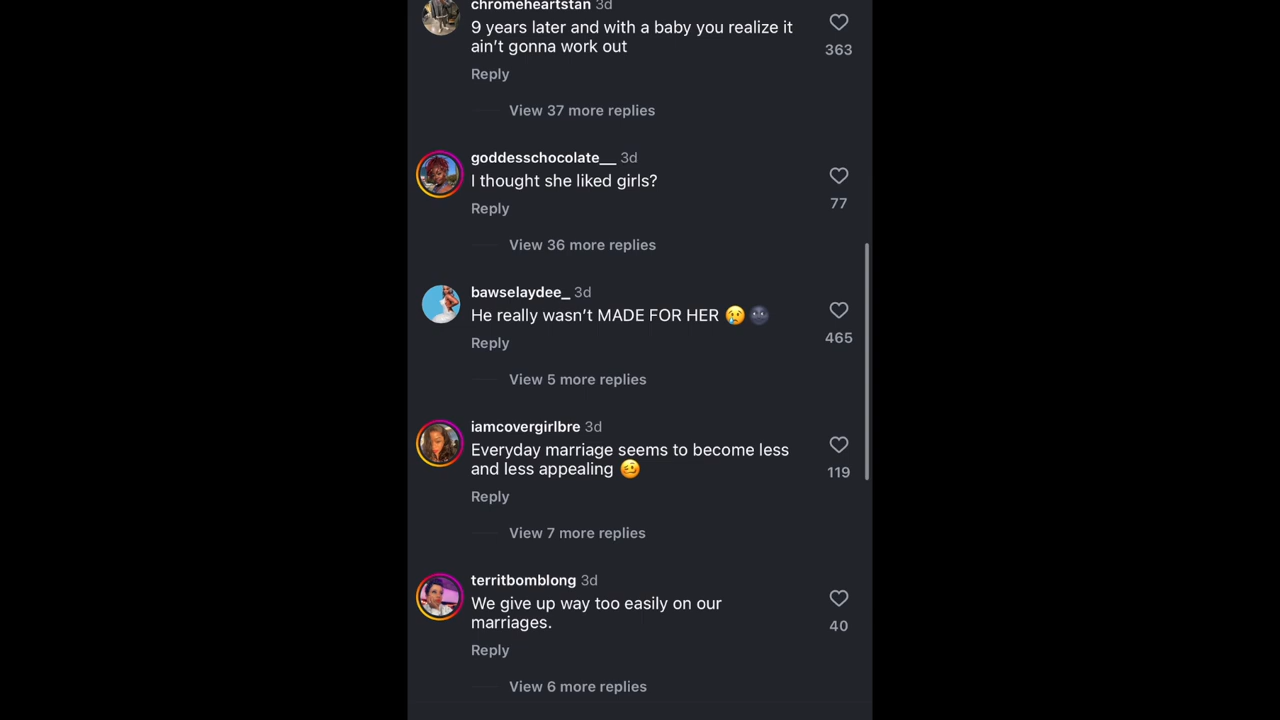 chromeheartstan 3d
9 years later and with a baby you realize it
ain't gonna work out
363
Reply
View 37 more replies
goddesschocolate__ 3d
I thought she liked girls?
77
Reply
View 36 more replies
bawselaydee_ 3d
He really wasn't MADE FOR HER 😢🌚
465
Reply
View 5 more replies
iamcovergirlbre 3d
Everyday marriage seems to become less
and less appealing 🥴
119
Reply
View 7 more replies
territbomblong 3d
We give up way too easily on our
marriages.
40
Reply
View 6 more replies